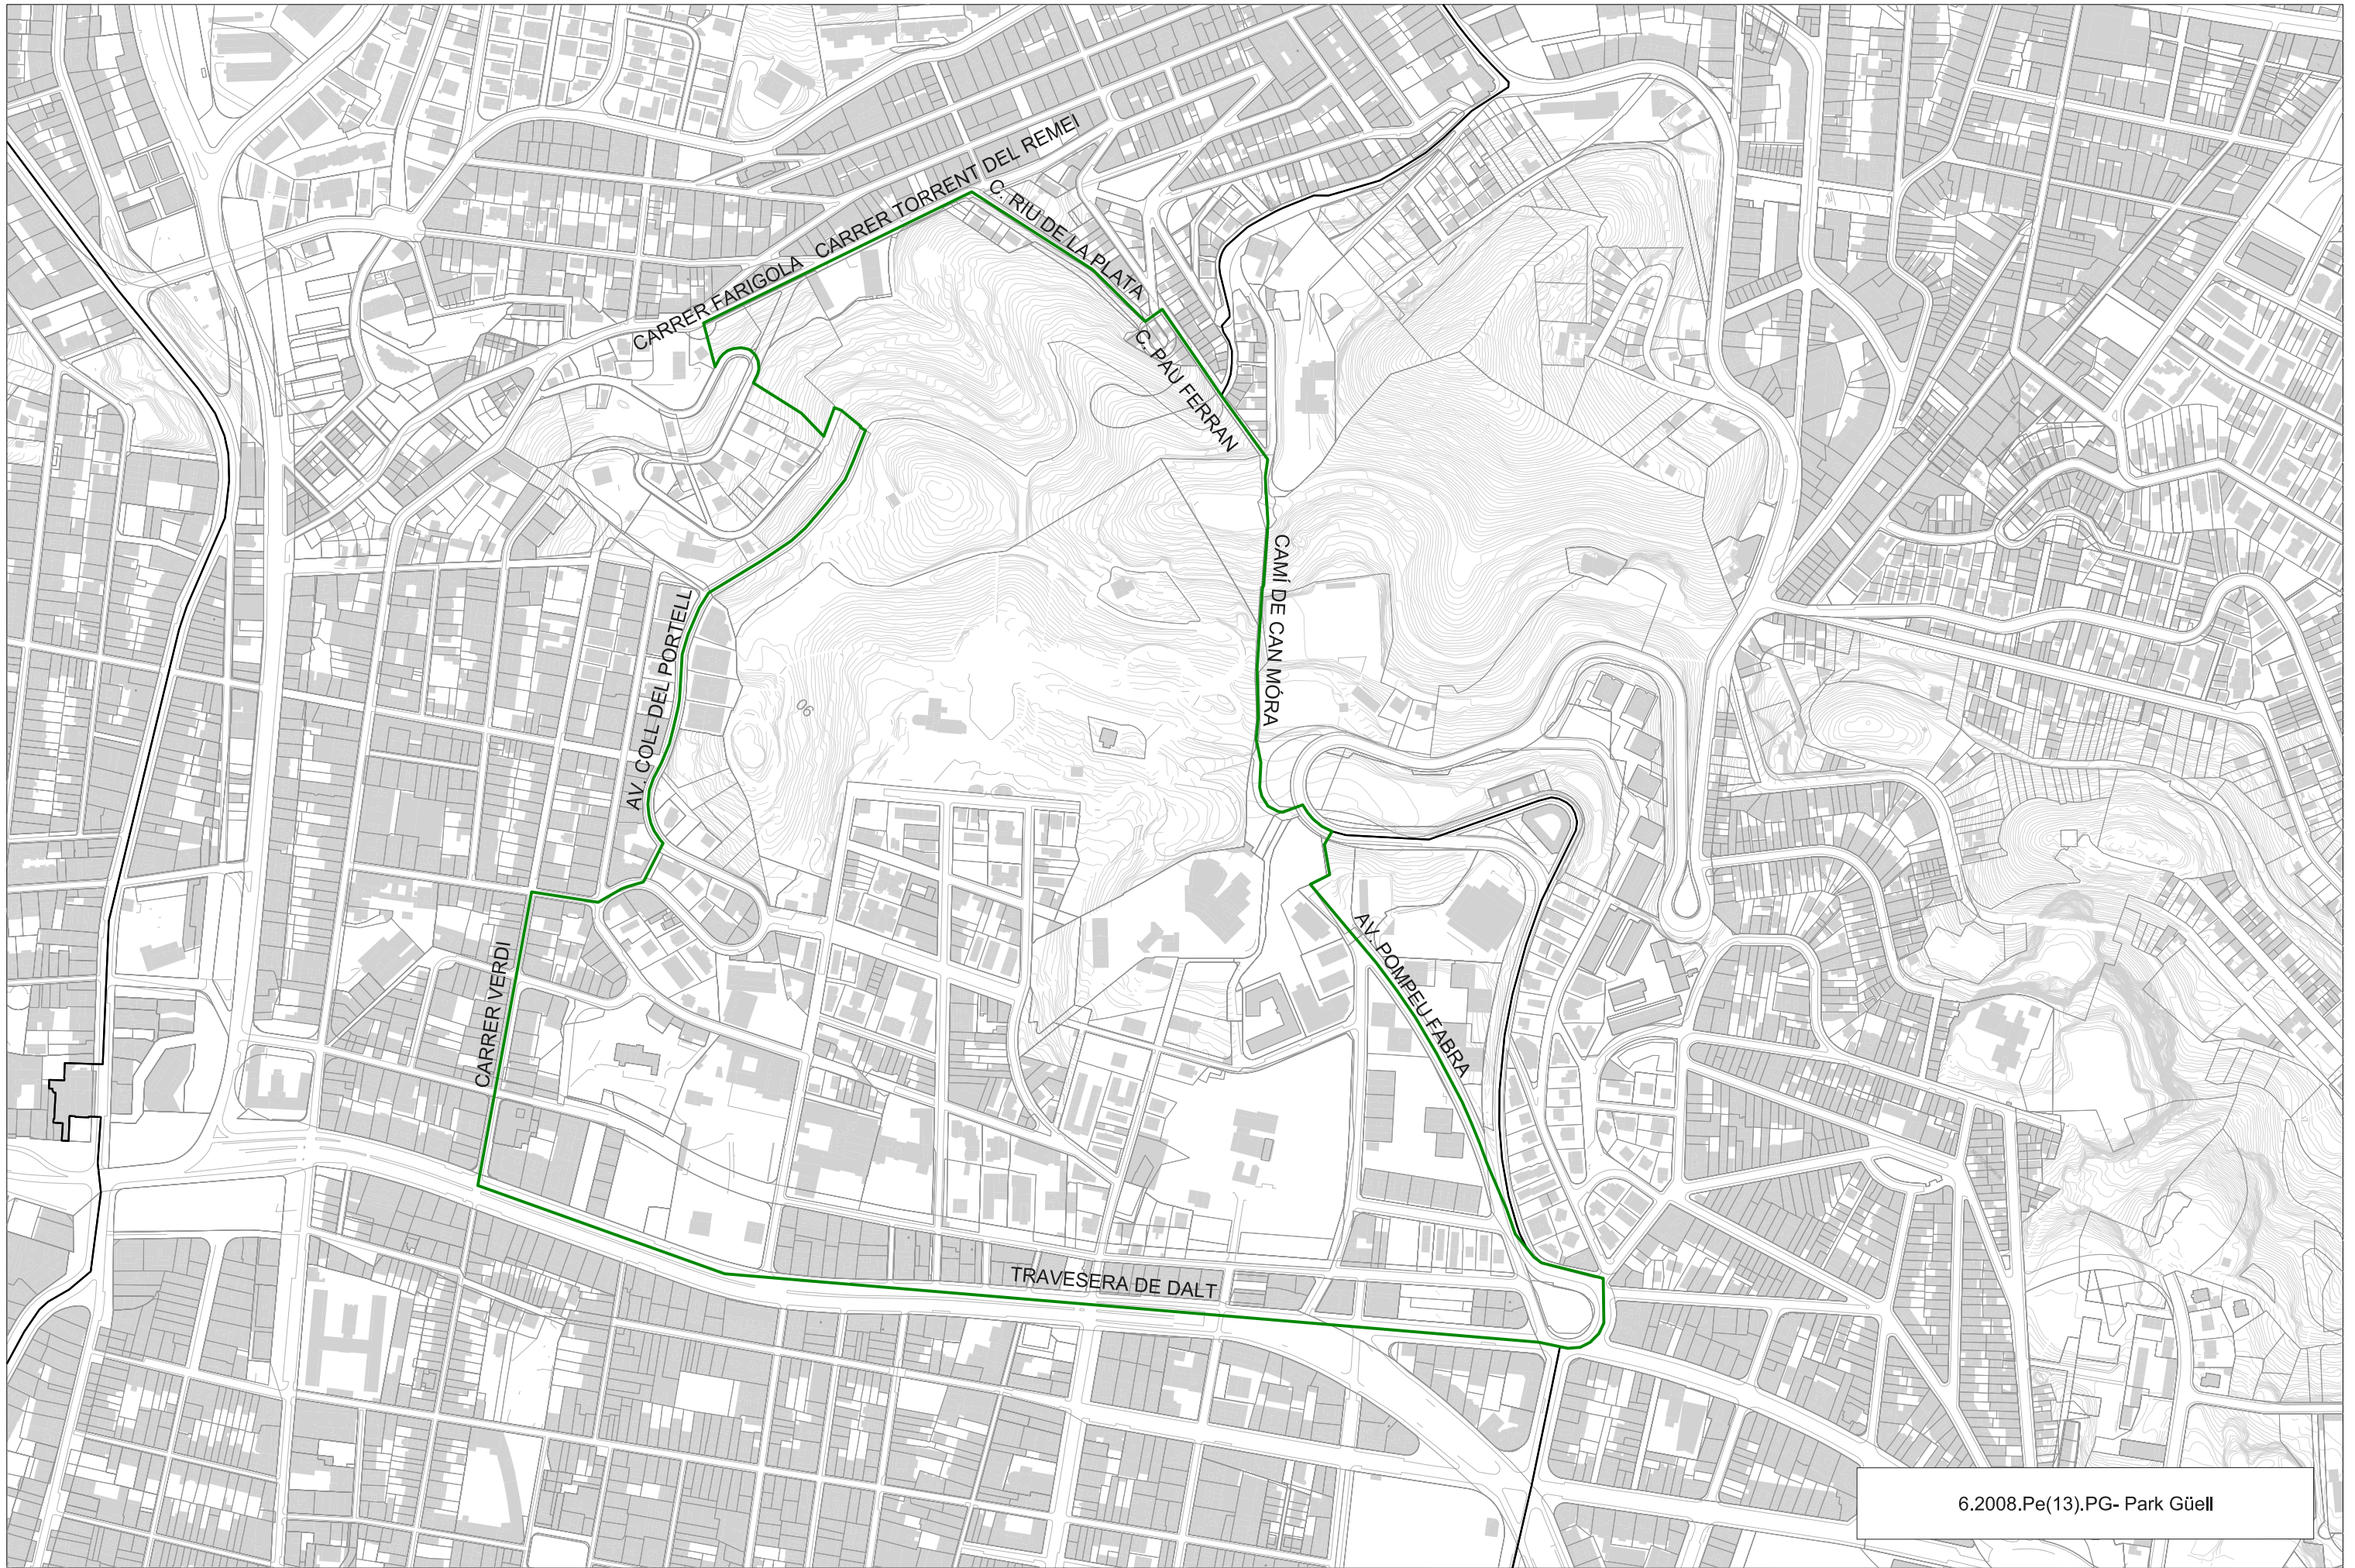 CARRER TORRENT DEL REMEI
C. RIU DE LA PLATA
CARRER FARIGOLA
C. PAU FERRAN
CAMÍ DE CAN MÓRA
AV. COLL DEL PORTELL
90
AV. POMPEU FABRA
CARRER VERDI
TRAVESERA DE DALT
6.2008.Pe(13).PG- Park Güell